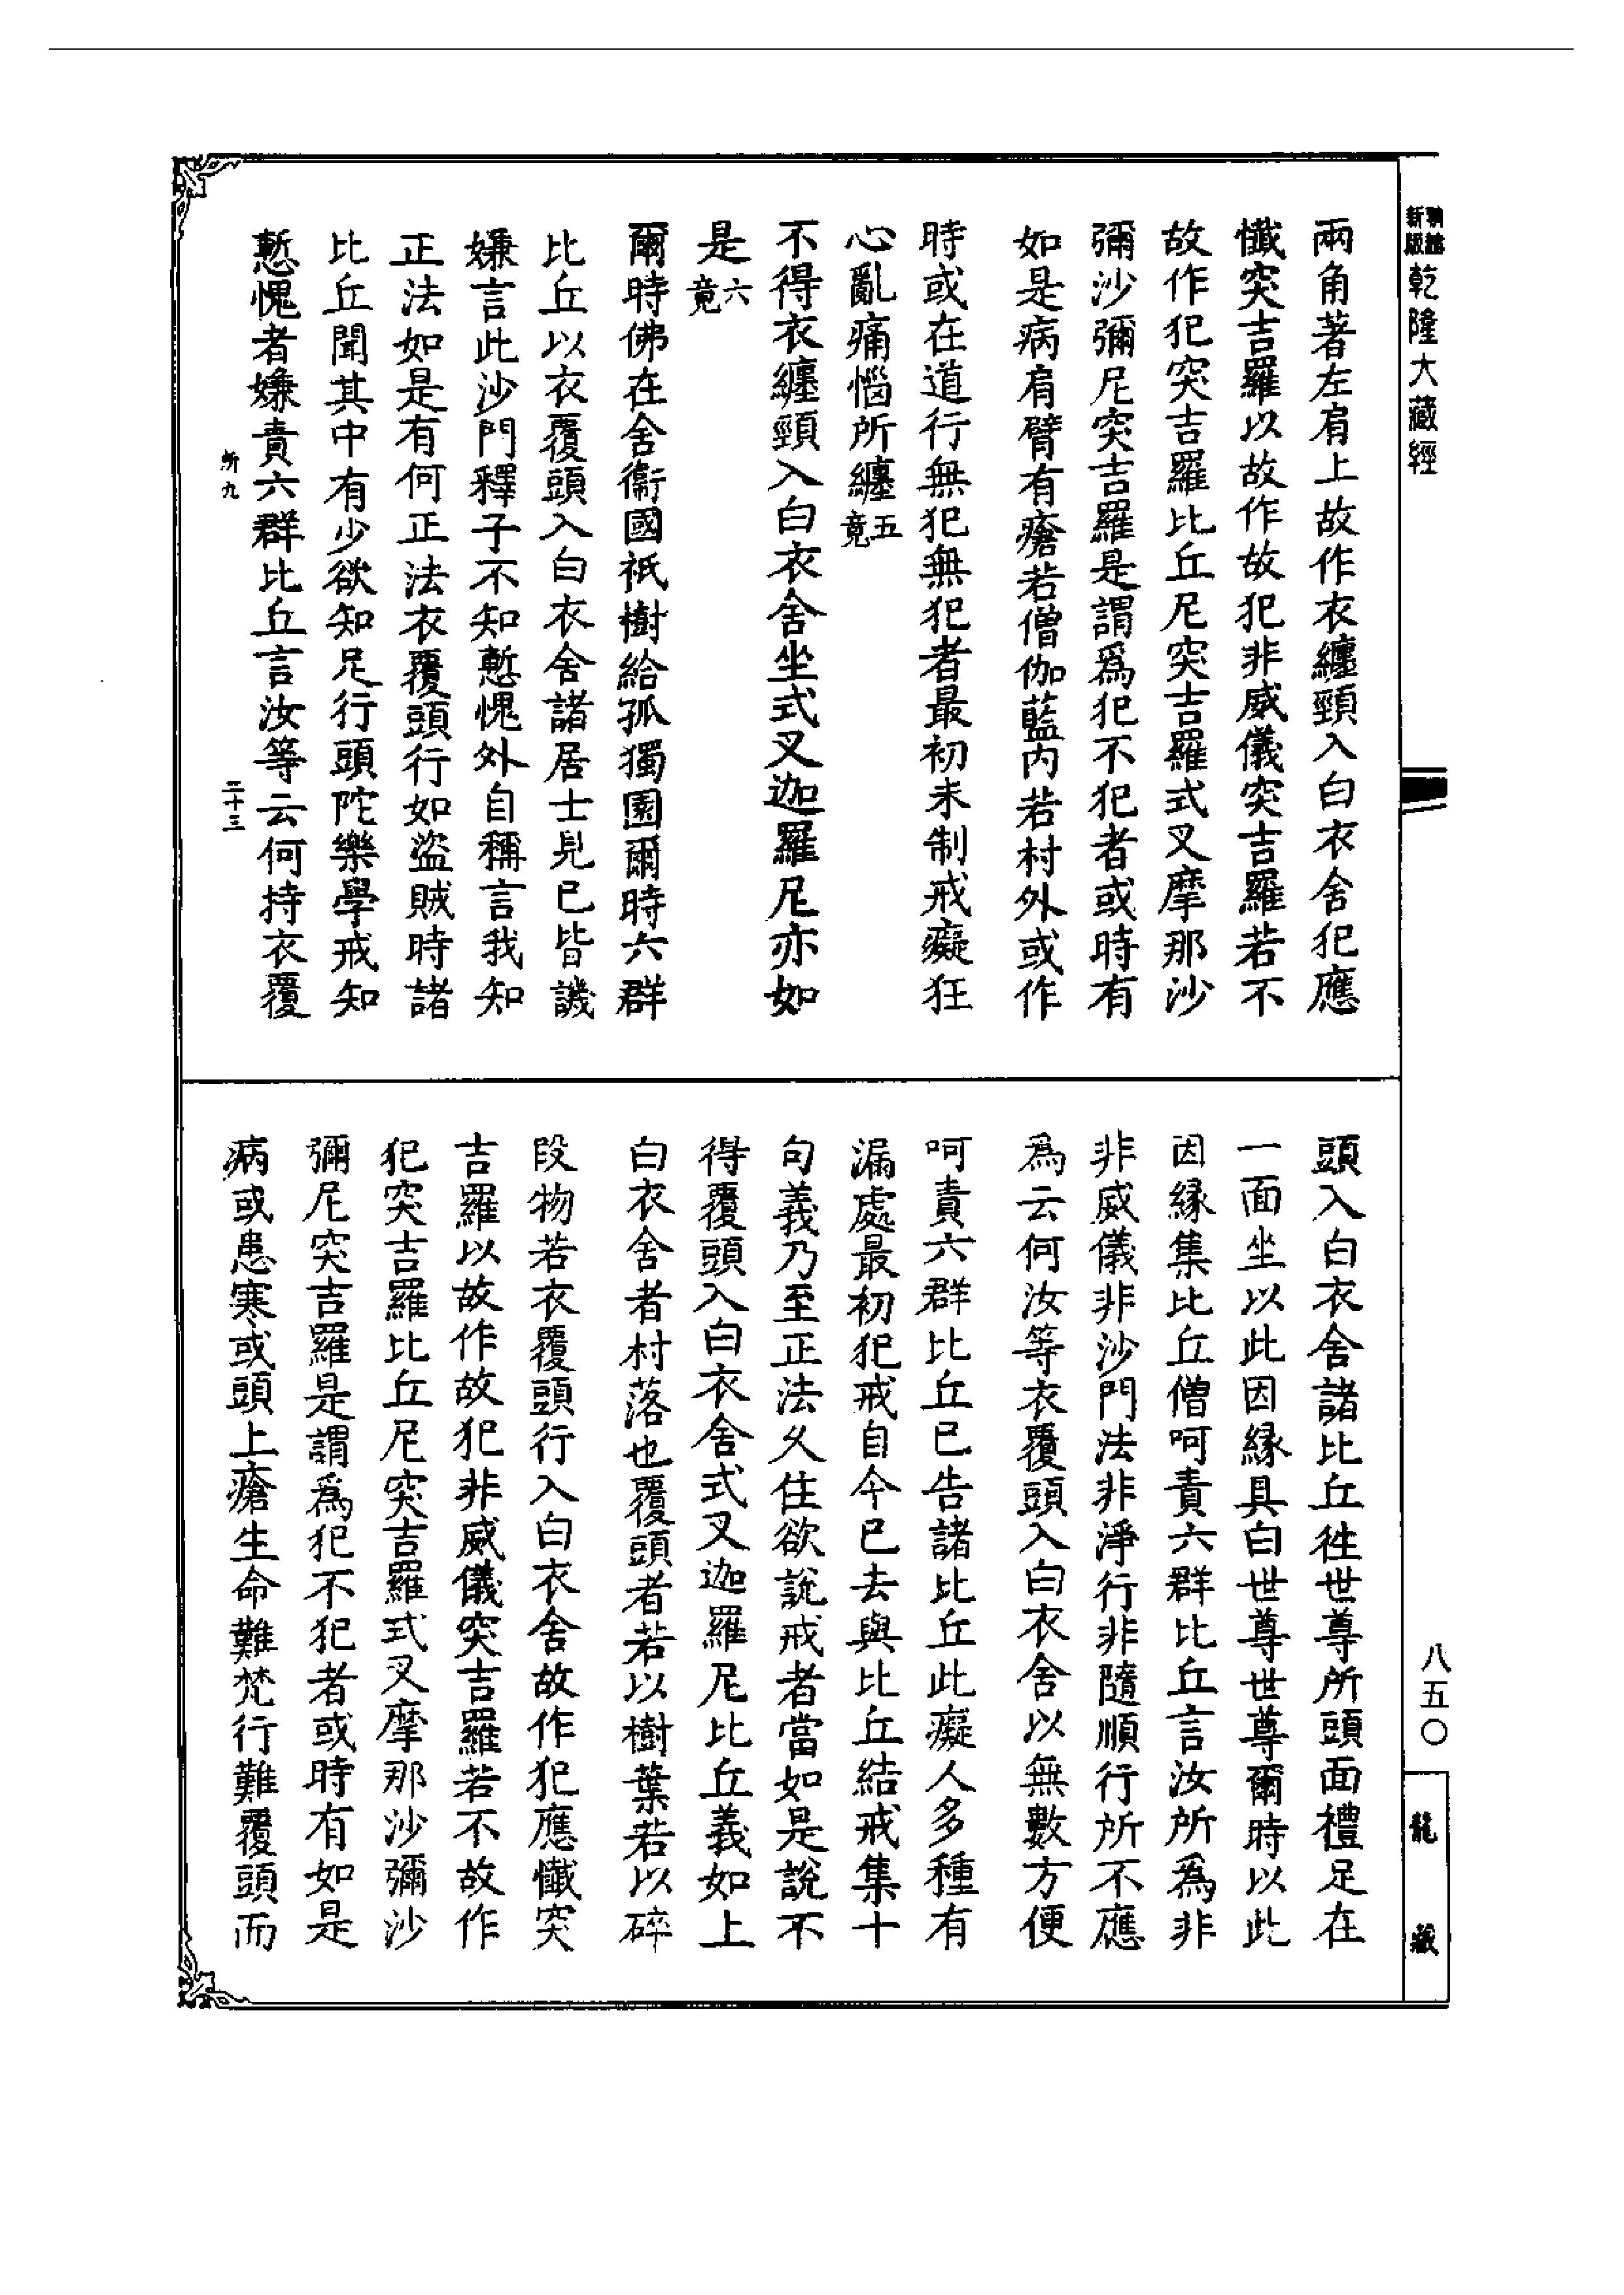 新版
乾隆大藏經
兩角著左肩上故作衣纏頸入白衣舍犯應
懺突吉羅以故作故犯非威儀突吉羅若不
故作犯突吉羅比丘尼突吉羅式叉摩那沙
彌沙彌尼突吉羅是謂爲犯不犯者或時有
如是病肩臂有瘡若僧伽藍內若村外或作
時或在道行無犯無犯者最初未制戒癡狂
心亂痛惱所纏五竟
不得衣纏頸入白衣舍坐式叉迦羅尼亦如
是六竟
爾時佛在舍衞國祇樹給孤獨園爾時六群
比丘以衣覆頭入白衣舍諸居士見已皆譏
嫌言此沙門釋子不知慙愧外自稱言我知
正法如是有何正法衣覆頭行如盜賊時諸
比丘聞其中有少欲知足行頭陀樂學戒知
慙愧者嫌責六群比丘言汝等云何持衣覆
所九
二十三
頭入白衣舍諸比丘徃世尊所頭面禮足在
一面坐以此因緣具白世尊世尊爾時以此
因緣集比丘僧呵責六群比丘言汝所爲非
非威儀非沙門法非淨行非隨順行所不應
爲云何汝等衣覆頭入白衣舍以無數方便
呵責六群比丘已告諸比丘此癡人多種有
漏處最初犯戒自今已去與比丘結戒集十
句義乃至正法久住欲說戒者當如是說不
得覆頭入白衣舍式叉迦羅尼比丘義如上
白衣舍者村落也覆頭者若以樹葉若以碎
段物若衣覆頭行入白衣舍故作犯應懺突
吉羅以故作故犯非威儀突吉羅若不故作
犯突吉羅比丘尼突吉羅式叉摩那沙彌沙
彌尼突吉羅是謂爲犯不犯者或時有如是
病或患寒或頭上瘡生命難梵行難覆頭而
八五〇
龍藏